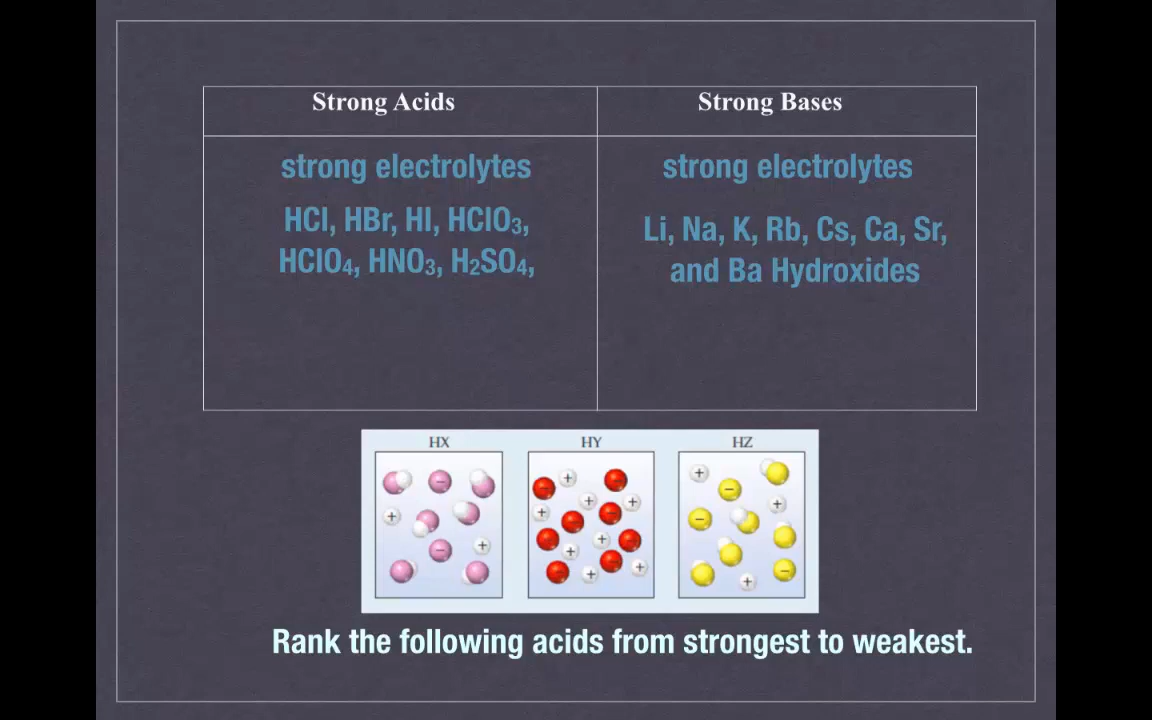 Strong Acids
Strong Bases
strong electrolytes
HCl, HBr, HI, HClO₃,
HClO₄, HNO₃, H₂SO₄,
strong electrolytes
Li, Na, K, Rb, Cs, Ca, Sr,
and Ba Hydroxides
HX
HY
HZ
Rank the following acids from strongest to weakest.